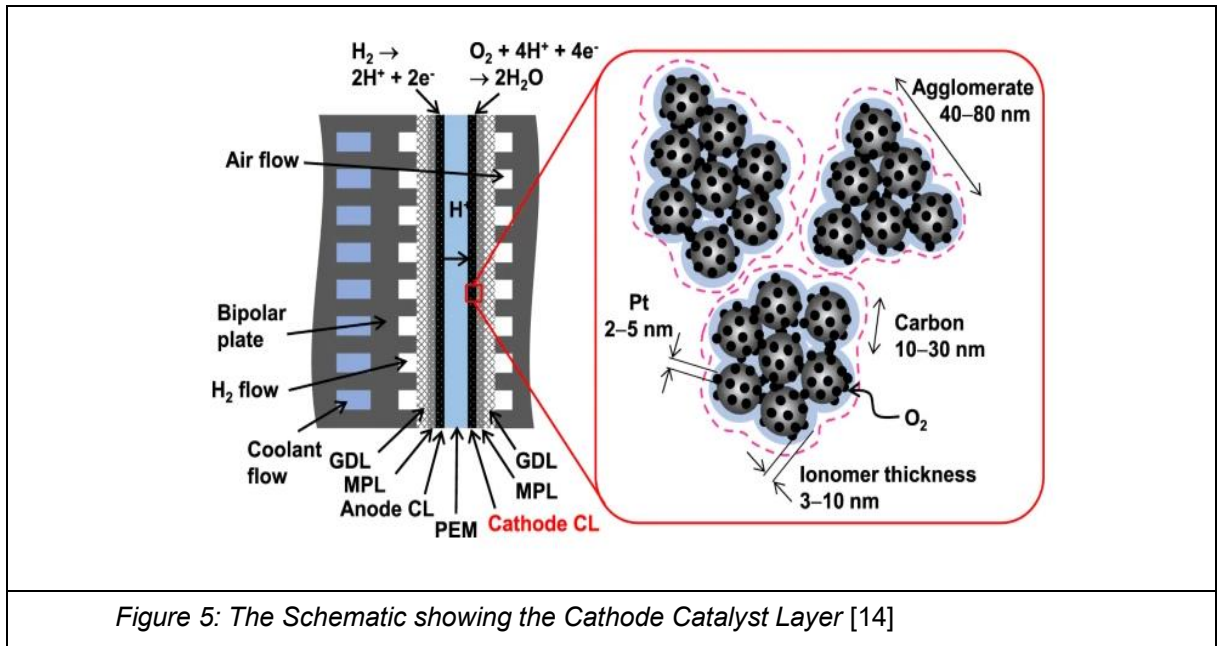 H₂ →
2H⁺ + 2e⁻
O₂ + 4H⁺ + 4e⁻
→ 2H₂O
Air flow
H⁺
Bipolar
plate
H₂ flow
Coolant
flow
GDL
MPL
Anode CL
PEM
GDL
MPL
Cathode CL
Agglomerate
40–80 nm
Pt
2–5 nm
Carbon
10–30 nm
O₂
Ionomer thickness
3–10 nm
Figure 5: The Schematic showing the Cathode Catalyst Layer [14]